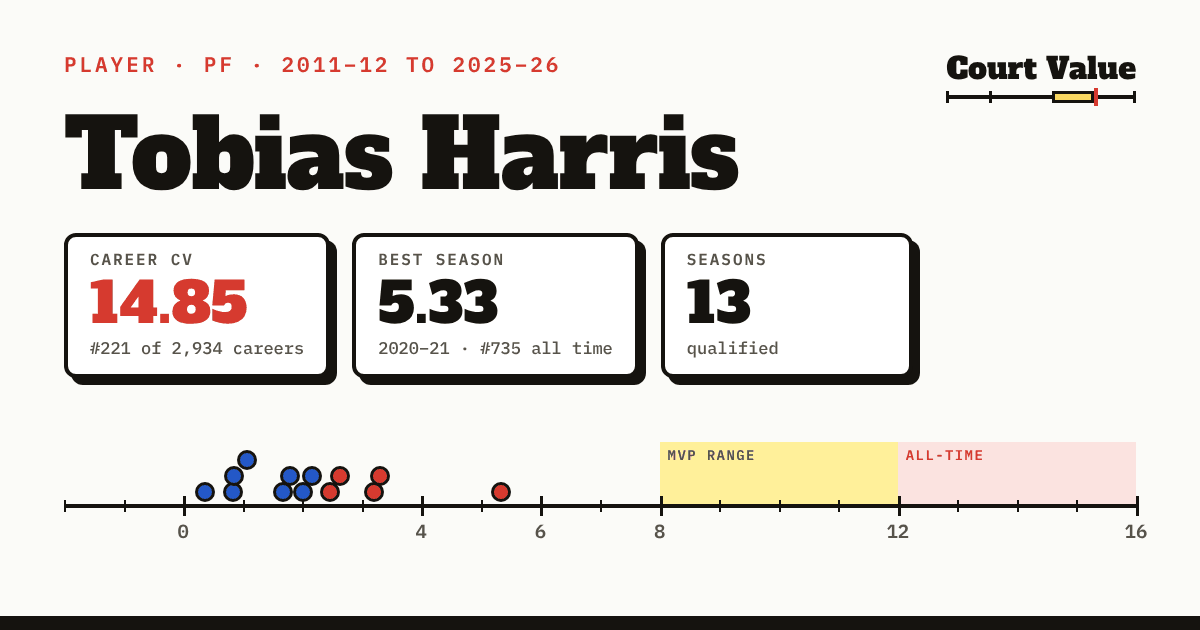 PLAYER · PF · 2011–12 TO 2025–26
Court Value
Tobias Harris
CAREER CV
14.85
#221 of 2,934 careers
BEST SEASON
5.33
2020–21 · #735 all time
SEASONS
13
qualified
MVP RANGE
ALL-TIME
0 4 6 8 12 16